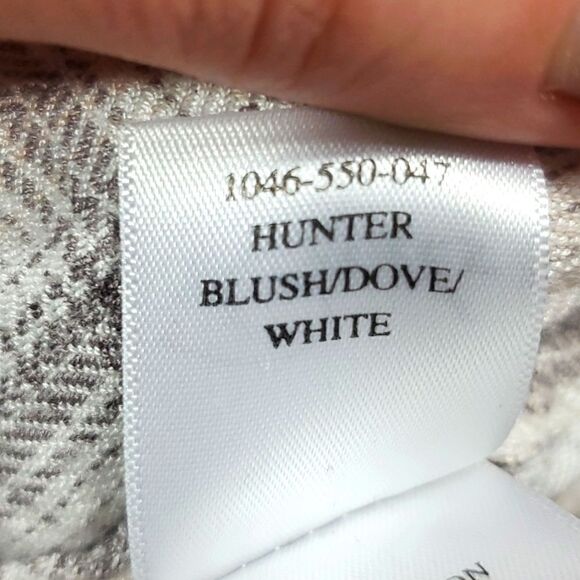 1046-550-047
HUNTER
BLUSH/DOVE/
WHITE